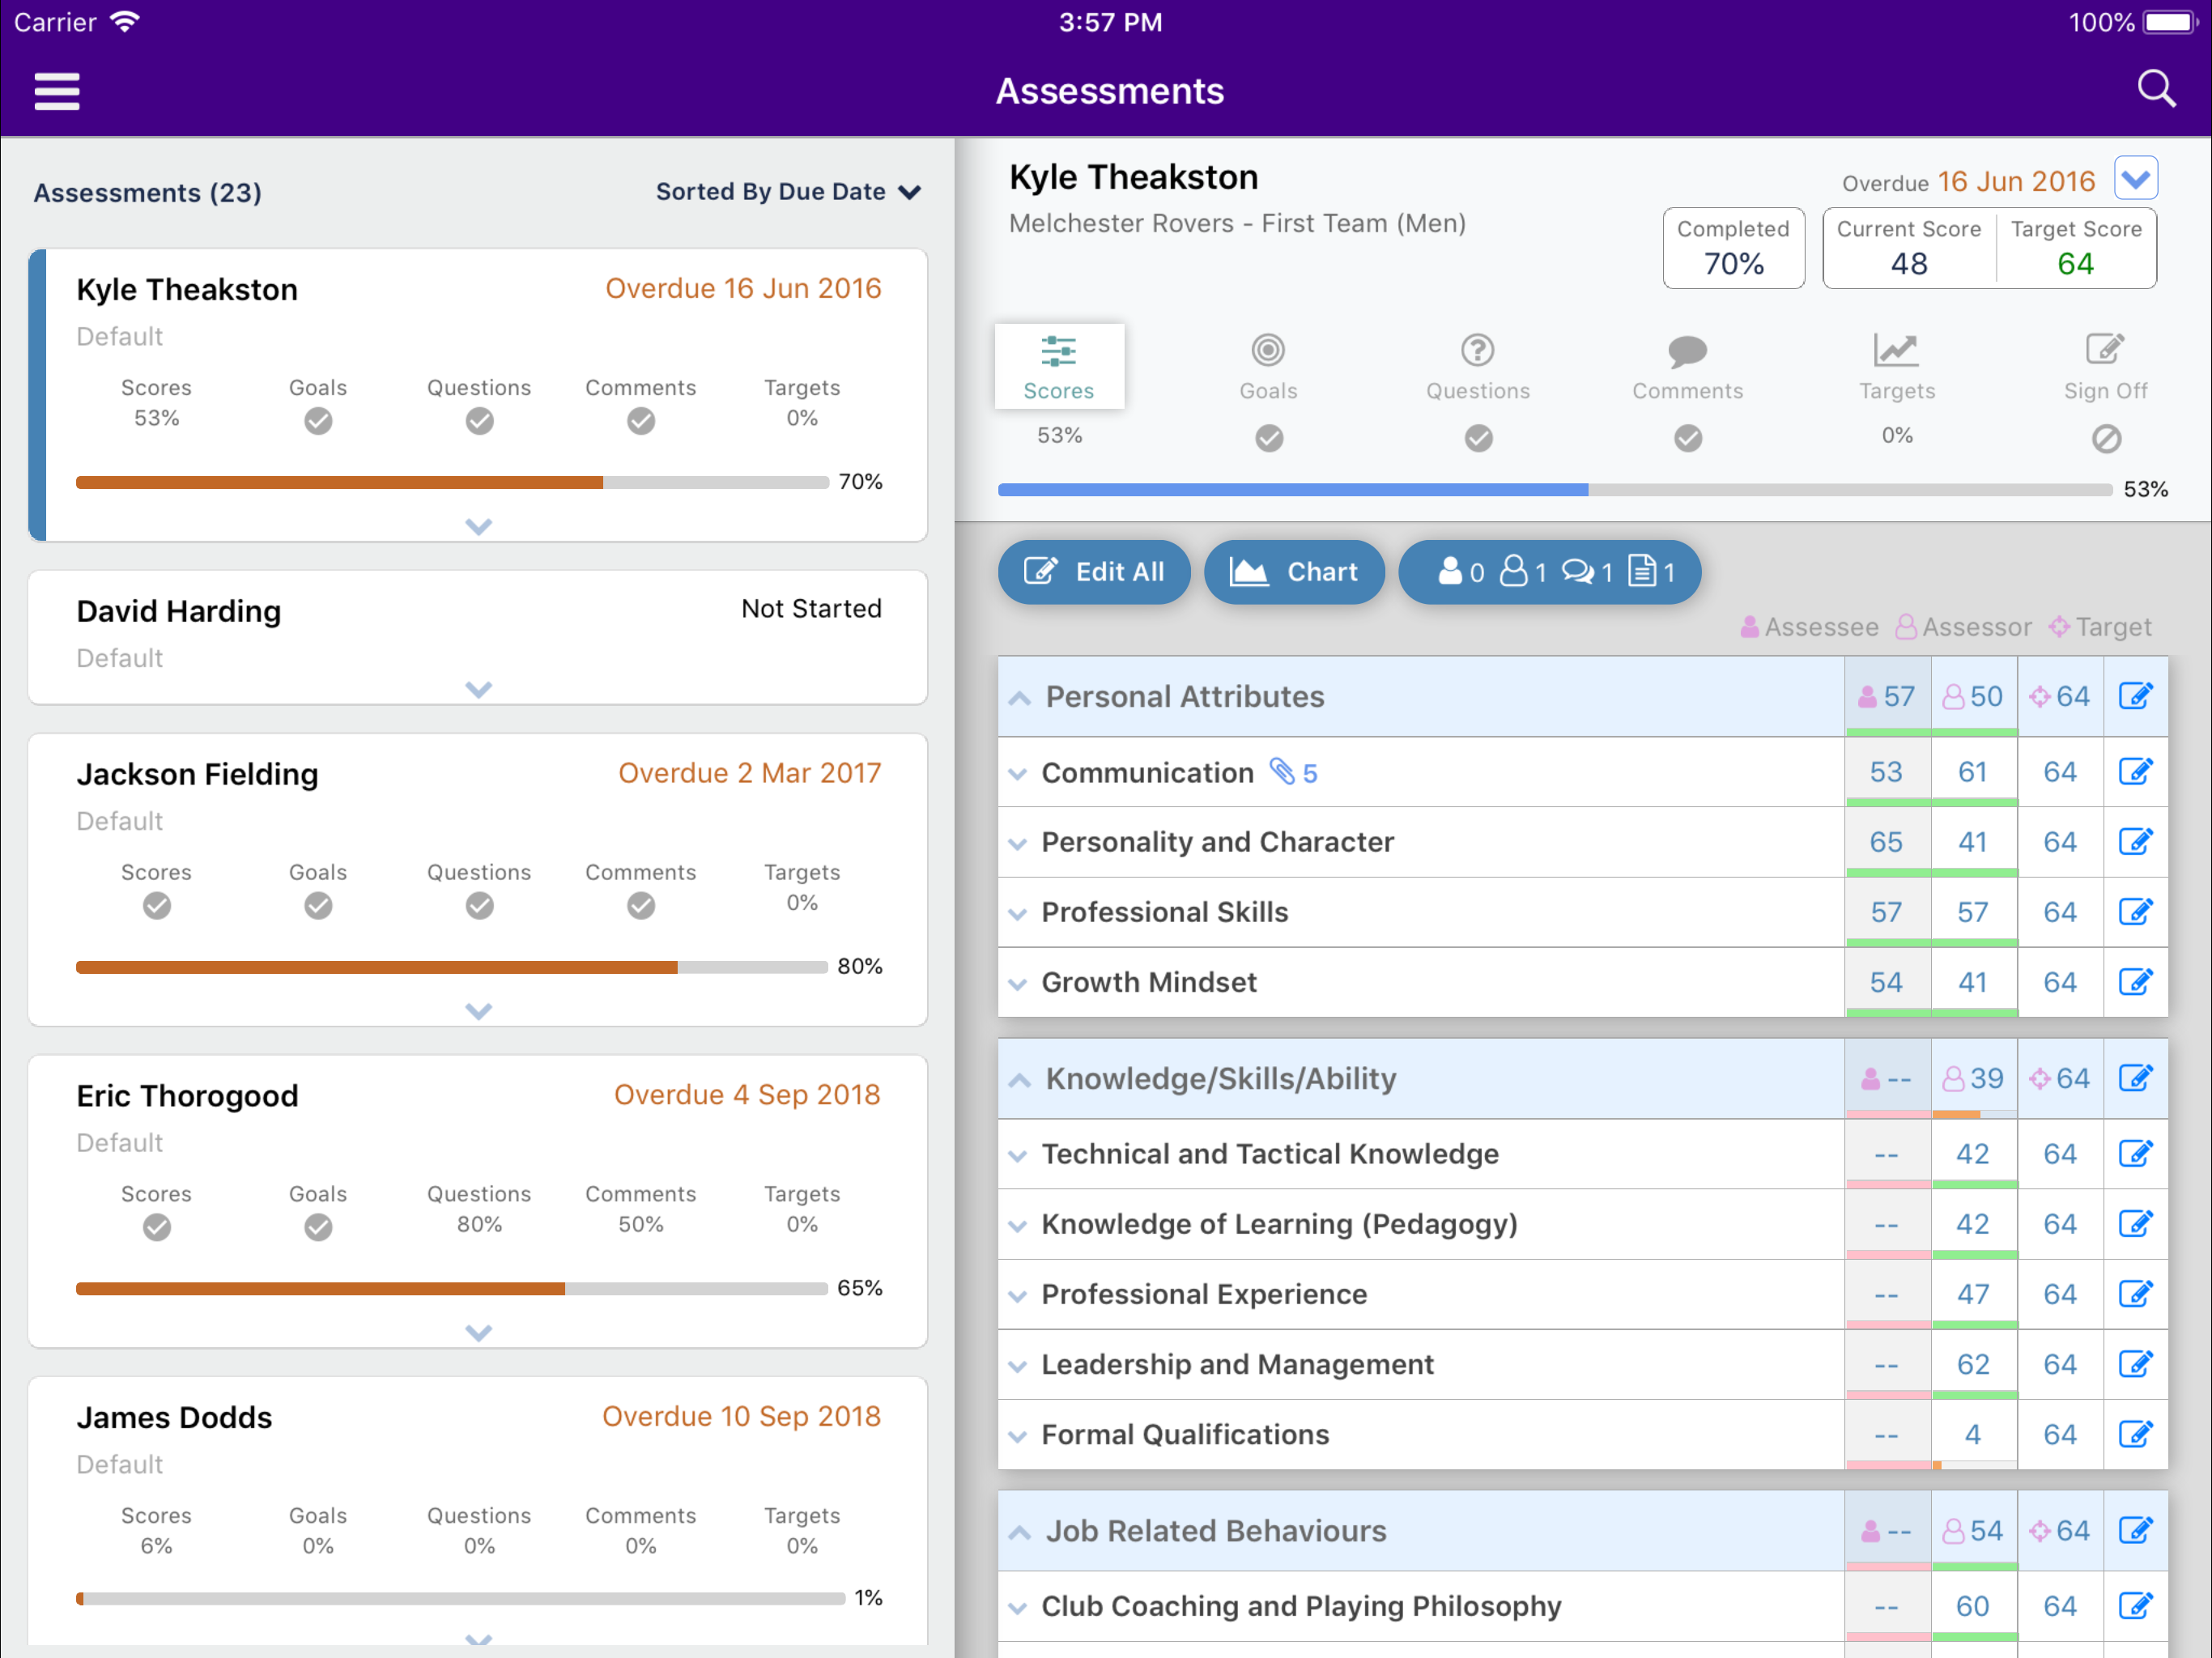 Carrier 3:57 PM 100%
Assessments
Assessments (23) Sorted By Due Date
Kyle Theakston Overdue 16 Jun 2016
Default
Scores Goals Questions Comments Targets
53% 0%
70%
David Harding Not Started
Default
Jackson Fielding Overdue 2 Mar 2017
Default
Scores Goals Questions Comments Targets
0%
80%
Eric Thorogood Overdue 4 Sep 2018
Default
Scores Goals Questions Comments Targets
80% 50% 0%
65%
James Dodds Overdue 10 Sep 2018
Default
Scores Goals Questions Comments Targets
6% 0% 0% 0% 0%
1%
Kyle Theakston Overdue 16 Jun 2016
Melchester Rovers - First Team (Men)
Completed Current Score Target Score
70% 48 64
Scores Goals Questions Comments Targets Sign Off
53% 0%
53%
Edit All Chart 0 1 1 1
Assessee Assessor Target
Personal Attributes 57 50 64
Communication 5 53 61 64
Personality and Character 65 41 64
Professional Skills 57 57 64
Growth Mindset 54 41 64
Knowledge/Skills/Ability -- 39 64
Technical and Tactical Knowledge -- 42 64
Knowledge of Learning (Pedagogy) -- 42 64
Professional Experience -- 47 64
Leadership and Management -- 62 64
Formal Qualifications -- 4 64
Job Related Behaviours -- 54 64
Club Coaching and Playing Philosophy -- 60 64